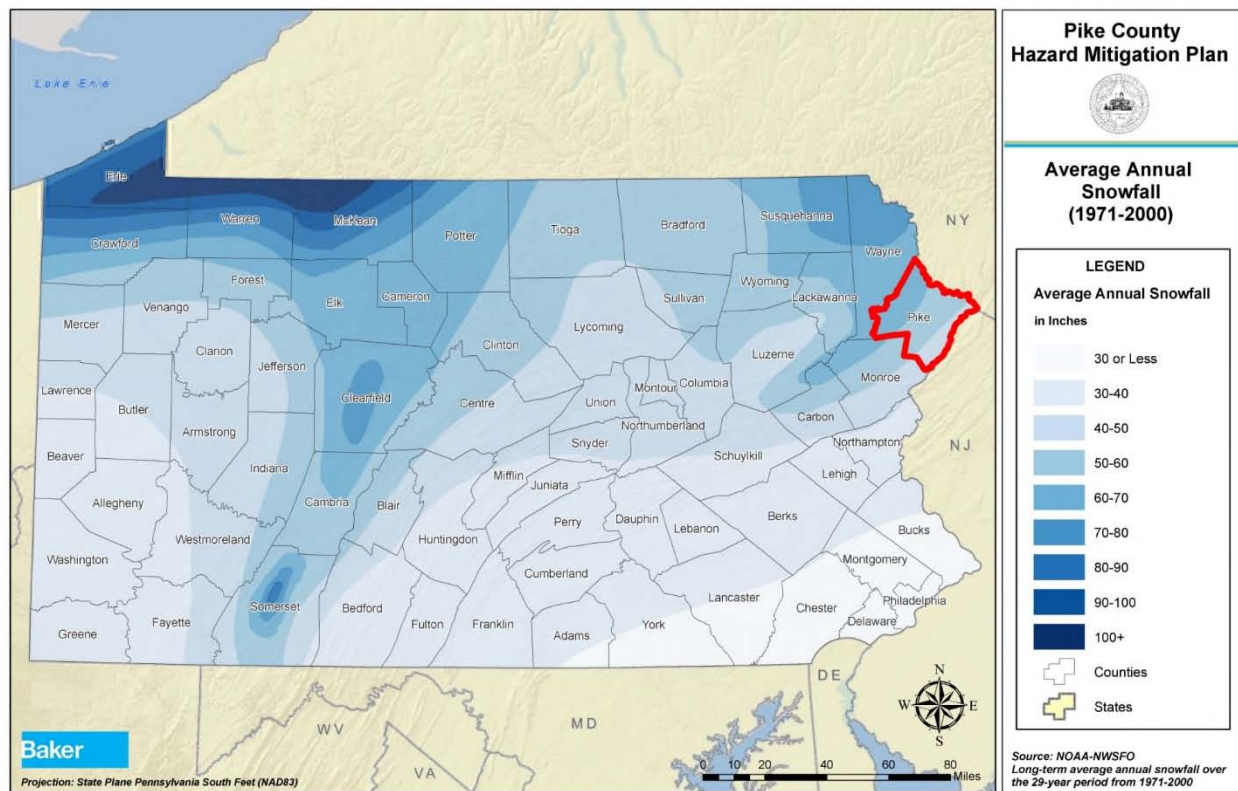 Lake Erie
Erie
Warren
McKean
Crawford
Potter
Tioga
Bradford
Susquehanna
Wayne
NY
Forest
Elk
Cameron
Venango
Mercer
Clarion
Jefferson
Clinton
Lycoming
Sullivan
Wyoming
Lackawanna
Pike
Luzerne
Monroe
Lawrence
Butler
Armstrong
Clearfield
Centre
Union
Montour
Columbia
Northumberland
Carbon
Snyder
Northampton
Beaver
Indiana
Mifflin
Juniata
Schuylkill
Lehigh
NJ
Allegheny
Cambria
Blair
Perry
Dauphin
Lebanon
Berks
Bucks
Westmoreland
Huntingdon
Montgomery
Washington
Cumberland
Lancaster
Philadelphia
Somerset
Bedford
Chester
Delaware
Greene
Fayette
Fulton
Franklin
Adams
York
WV
VA
MD
DE
N
W E
S
Baker
Projection: State Plane Pennsylvania South Feet (NAD83)
0 5 10 20 40 60 80
Miles
Pike County
Hazard Mitigation Plan
Average Annual
Snowfall
(1971-2000)
LEGEND
Average Annual Snowfall
in Inches
30 or Less
30-40
40-50
50-60
60-70
70-80
80-90
90-100
100+
Counties
States
Source: NOAA-NWSFO
Long-term average annual snowfall over
the 29-year period from 1971-2000